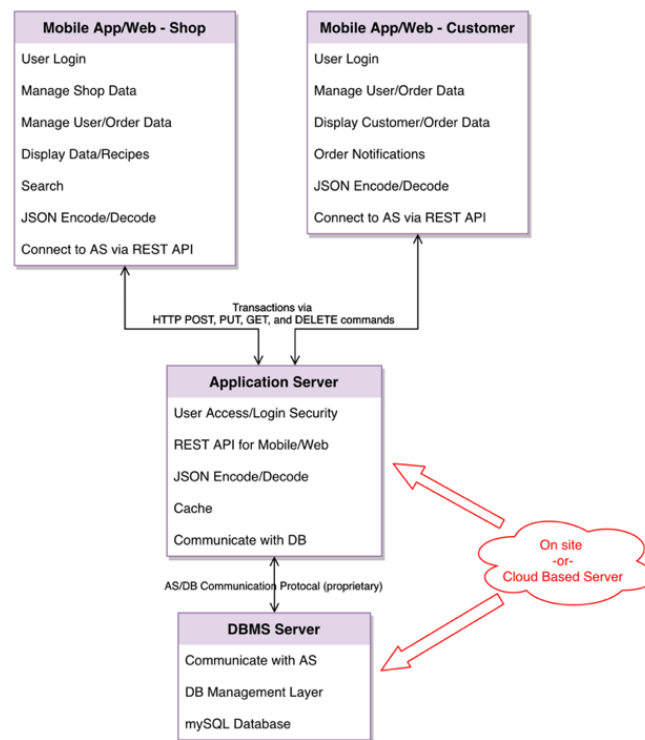 Mobile App/Web - Shop
User Login
Manage Shop Data
Manage User/Order Data
Display Data/Recipes
Search
JSON Encode/Decode
Connect to AS via REST API
Mobile App/Web - Customer
User Login
Manage User/Order Data
Display Customer/Order Data
Order Notifications
JSON Encode/Decode
Connect to AS via REST API
Transactions via
HTTP POST, PUT, GET, and DELETE commands
Application Server
User Access/Login Security
REST API for Mobile/Web
JSON Encode/Decode
Cache
Communicate with DB
On site
-or-
Cloud Based Server
AS/DB Communication Protocal (proprietary)
DBMS Server
Communicate with AS
DB Management Layer
mySQL Database